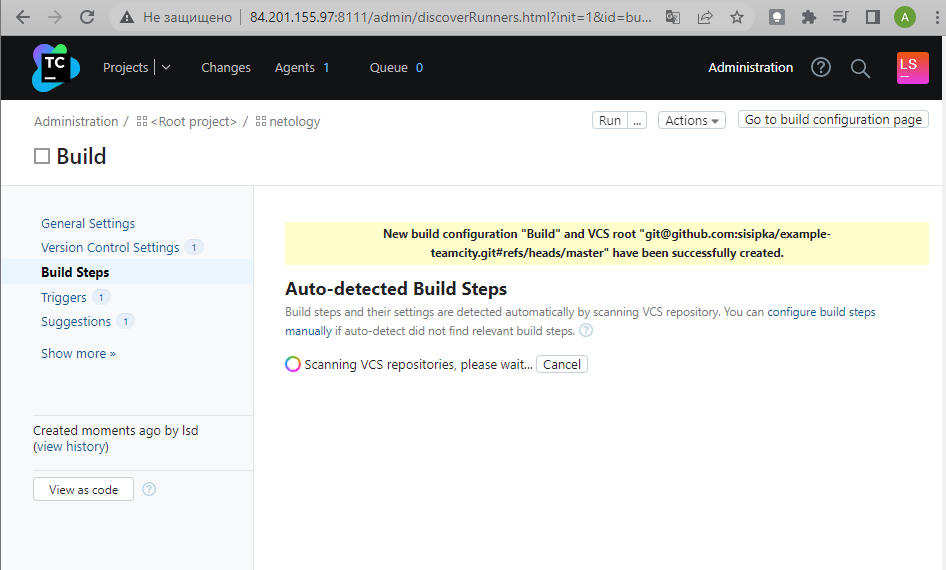 Не защищено 84.201.155.97:8111/admin/discoverRunners.html?init=1&id=bu... A
TC Projects Changes Agents 1 Queue 0 Administration ? LS
Administration / <Root project> / netology Run ... Actions Go to build configuration page
Build
General Settings
Version Control Settings 1
Build Steps
Triggers 1
Suggestions 1
Show more »
Created moments ago by lsd
(view history)
View as code ?
New build configuration "Build" and VCS root "git@github.com:sisipka/example-
teamcity.git#refs/heads/master" have been successfully created.
Auto-detected Build Steps
Build steps and their settings are detected automatically by scanning VCS repository. You can configure build steps
manually if auto-detect did not find relevant build steps. ?
Scanning VCS repositories, please wait... Cancel